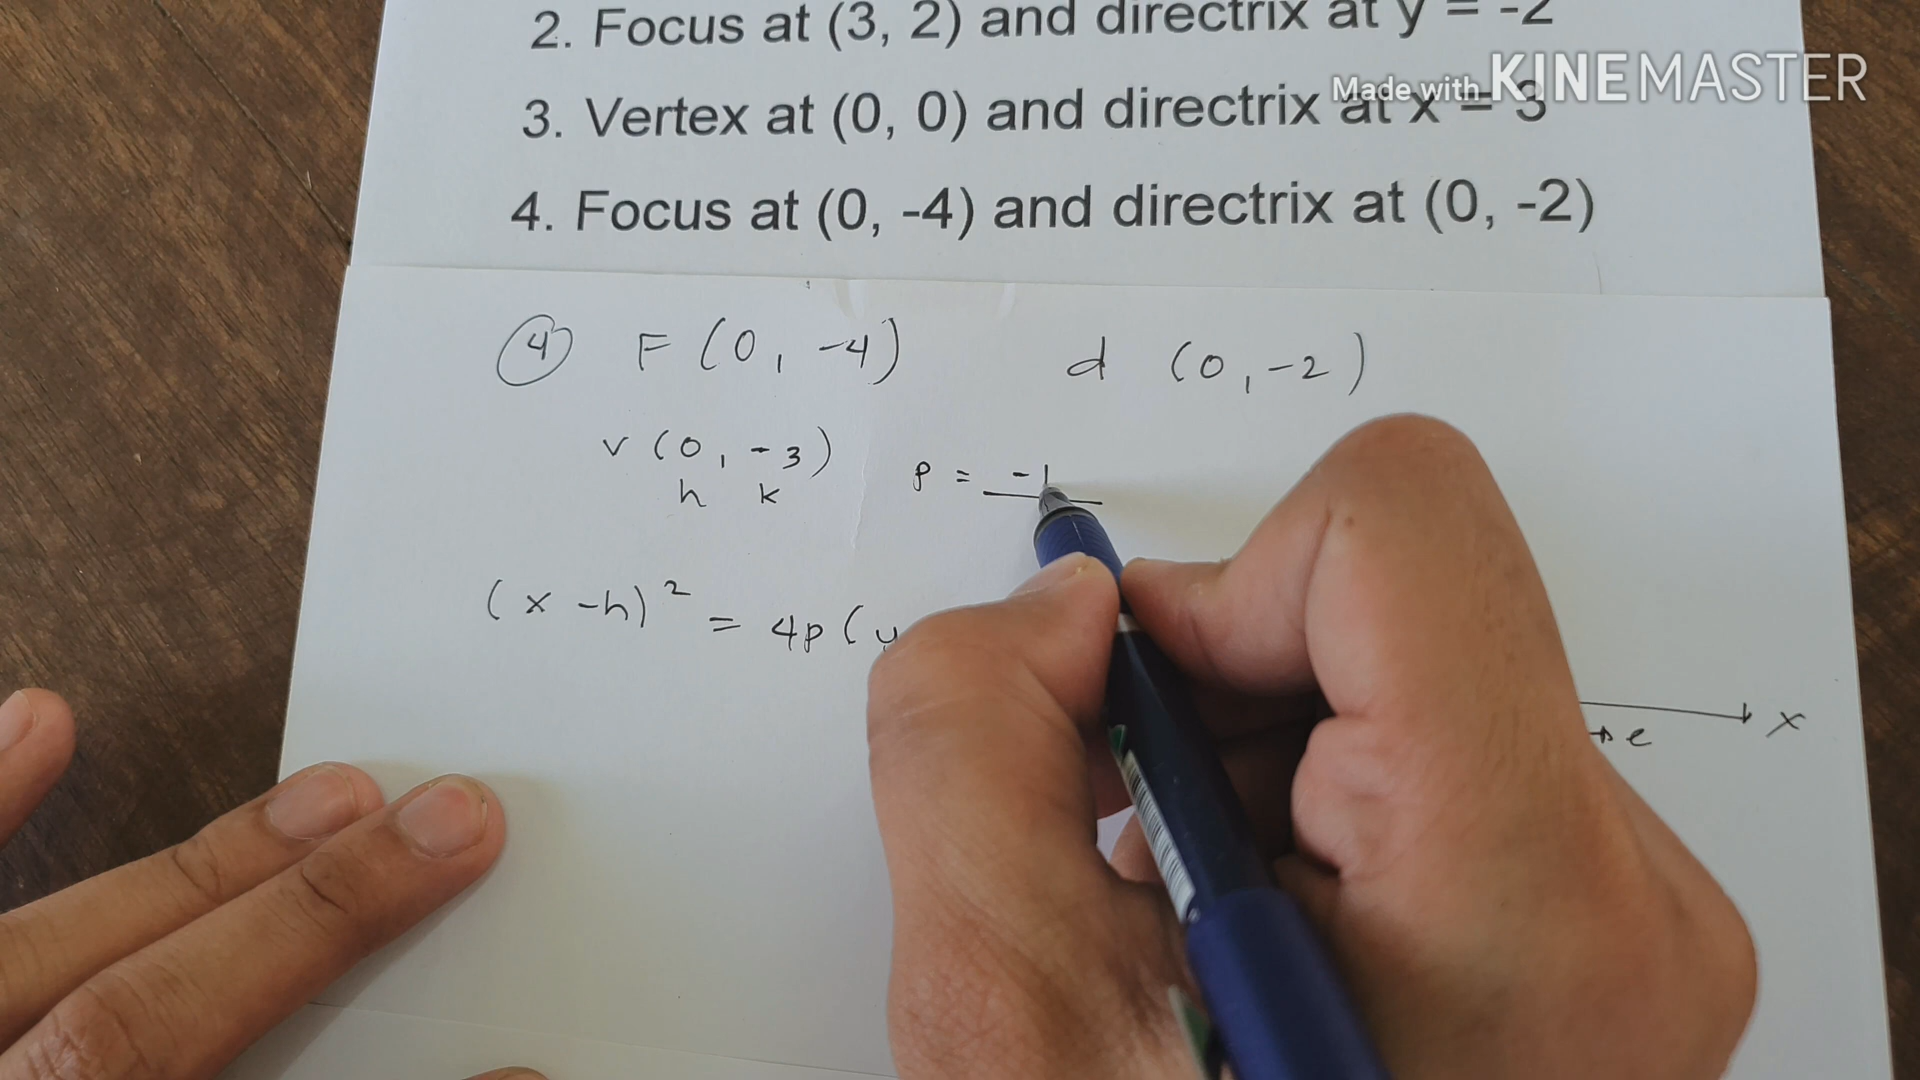 2. Focus at (3, 2) and directrix at y = -2
Made with KINEMASTER
3. Vertex at (0, 0) and directrix at x = 3
4. Focus at (0, -4) and directrix at (0, -2)
4 F (0, -4) d (0, -2)
V (0, -3) P = -1
h k
(x - h)² = 4p (y
x